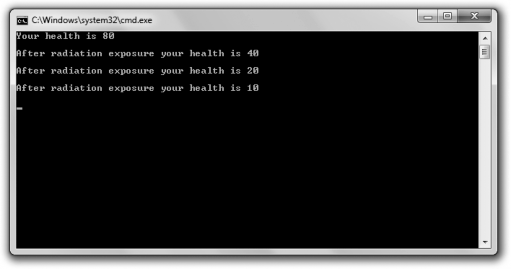 C:\Windows\system32\cmd.exe
Your health is 80
After radiation exposure your health is 40
After radiation exposure your health is 20
After radiation exposure your health is 10